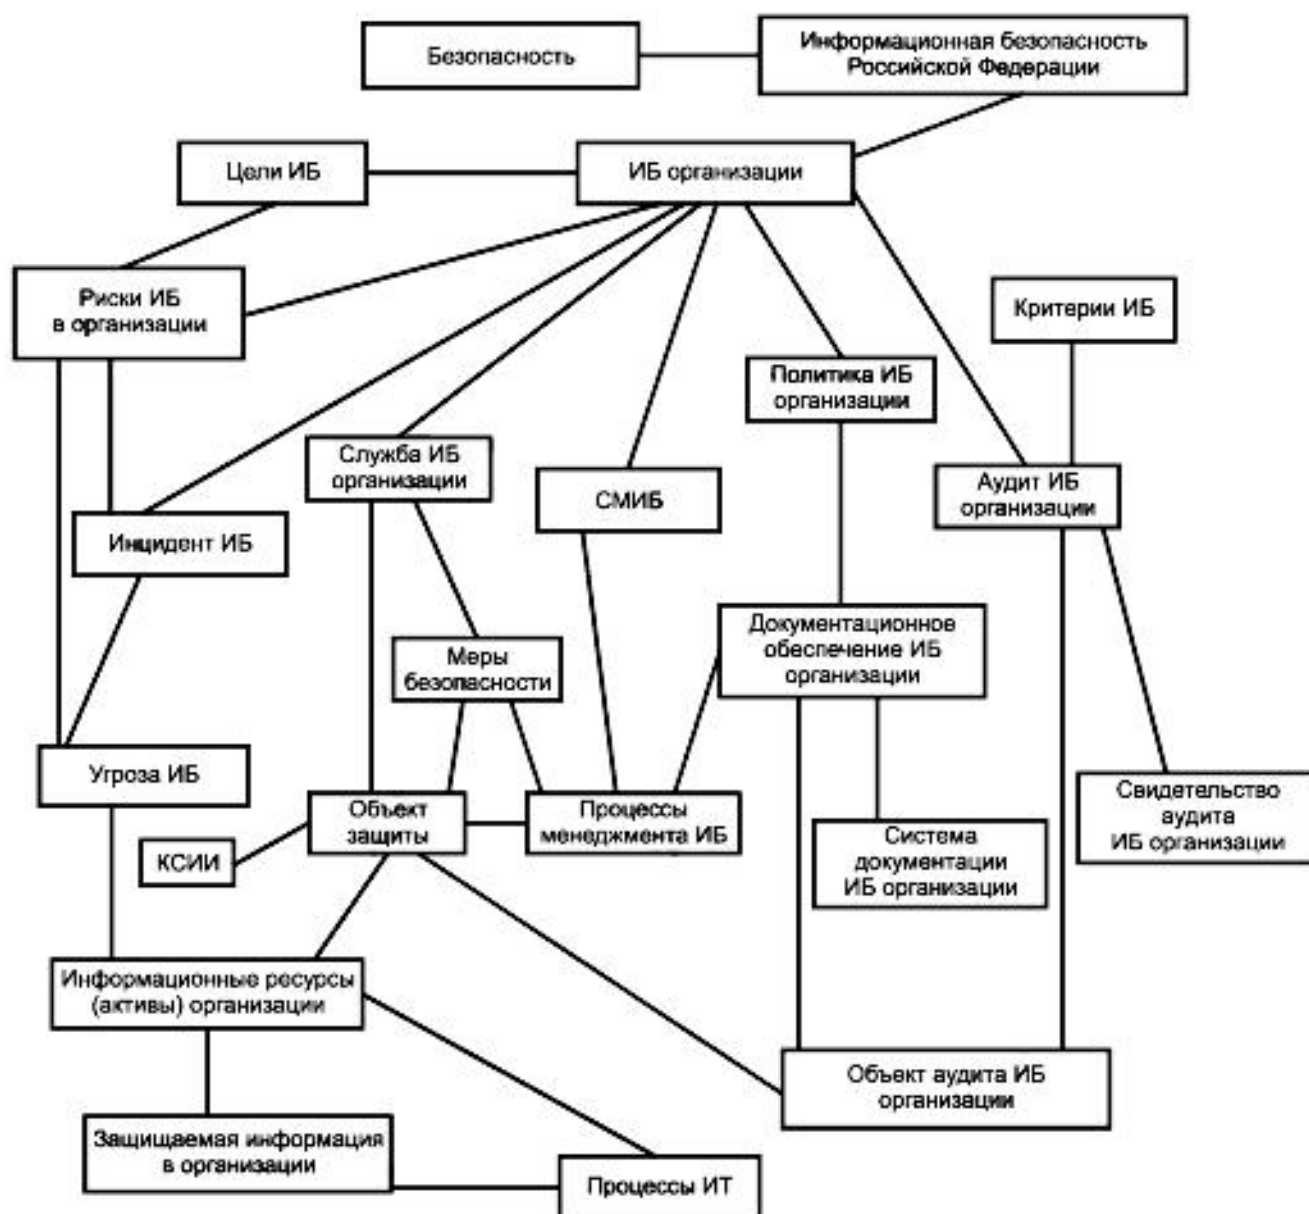 Безопасность
Информационная безопасность
Российской Федерации
Цели ИБ
ИБ организации
Риски ИБ
в организации
Критерии ИБ
Политика ИБ
организации
Служба ИБ
организации
СМИБ
Аудит ИБ
организации
Инцидент ИБ
Меры
безопасности
Документационное
обеспечение ИБ
организации
Угроза ИБ
Объект
защиты
Процессы
менеджмента ИБ
Свидетельство
аудита
ИБ организации
КСИИ
Система
документации
ИБ организации
Информационные ресурсы
(активы) организации
Объект аудита ИБ
организации
Защищаемая информация
в организации
Процессы ИТ